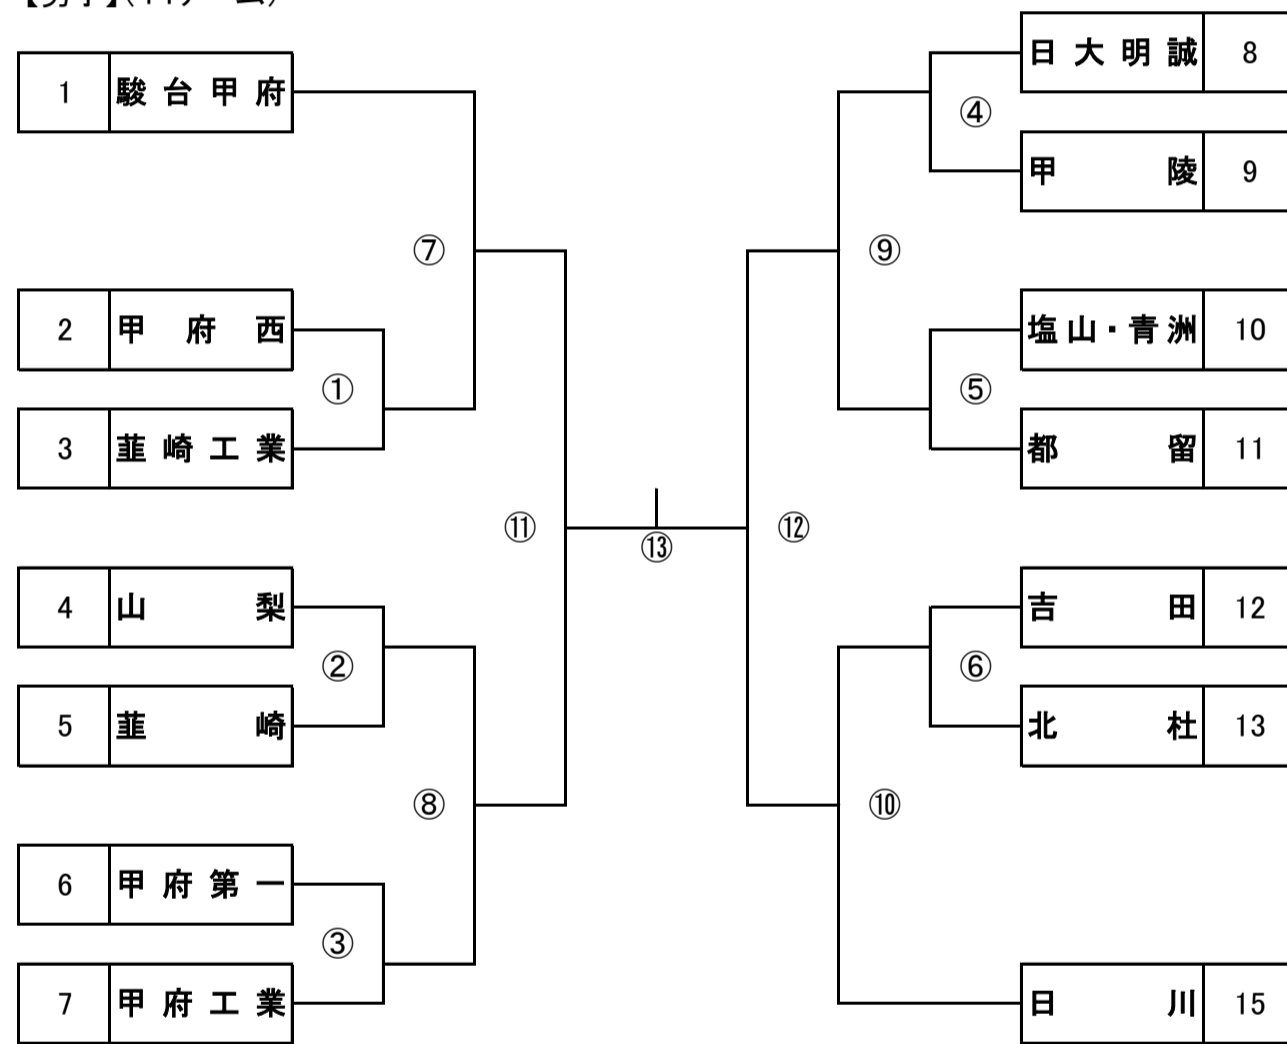 1 駿台甲府
2 甲府西
①
3 韮崎工業
⑦
4 山梨
②
5 韮崎
⑧
6 甲府第一
③
7 甲府工業
⑪
⑬
⑫
日大明誠 8
④
甲陵 9
⑨
塩山・青洲 10
⑤
都留 11
吉田 12
⑥
北杜 13
⑩
日川 15